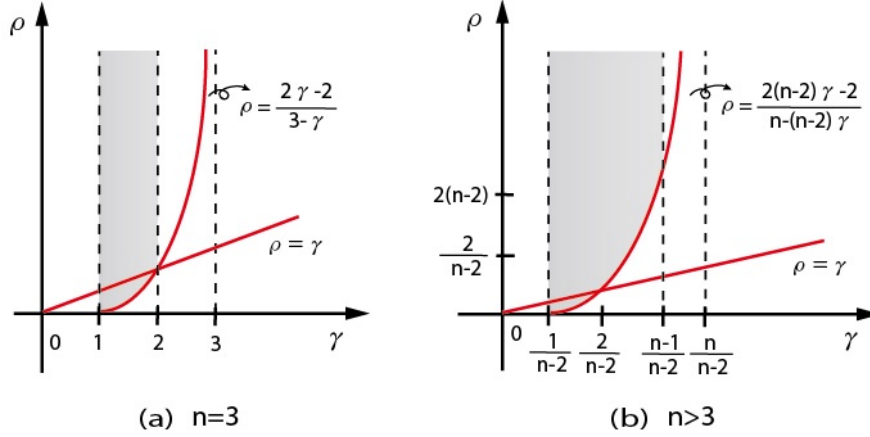 ρ
ρ = 2 γ -2 / 3- γ
ρ = γ
0 1 2 3 γ
(a) n=3
ρ
ρ = 2(n-2) γ -2 / n-(n-2) γ
2(n-2)
2 / n-2
ρ = γ
0 1 / n-2 2 / n-2 n-1 / n-2 n / n-2 γ
(b) n>3